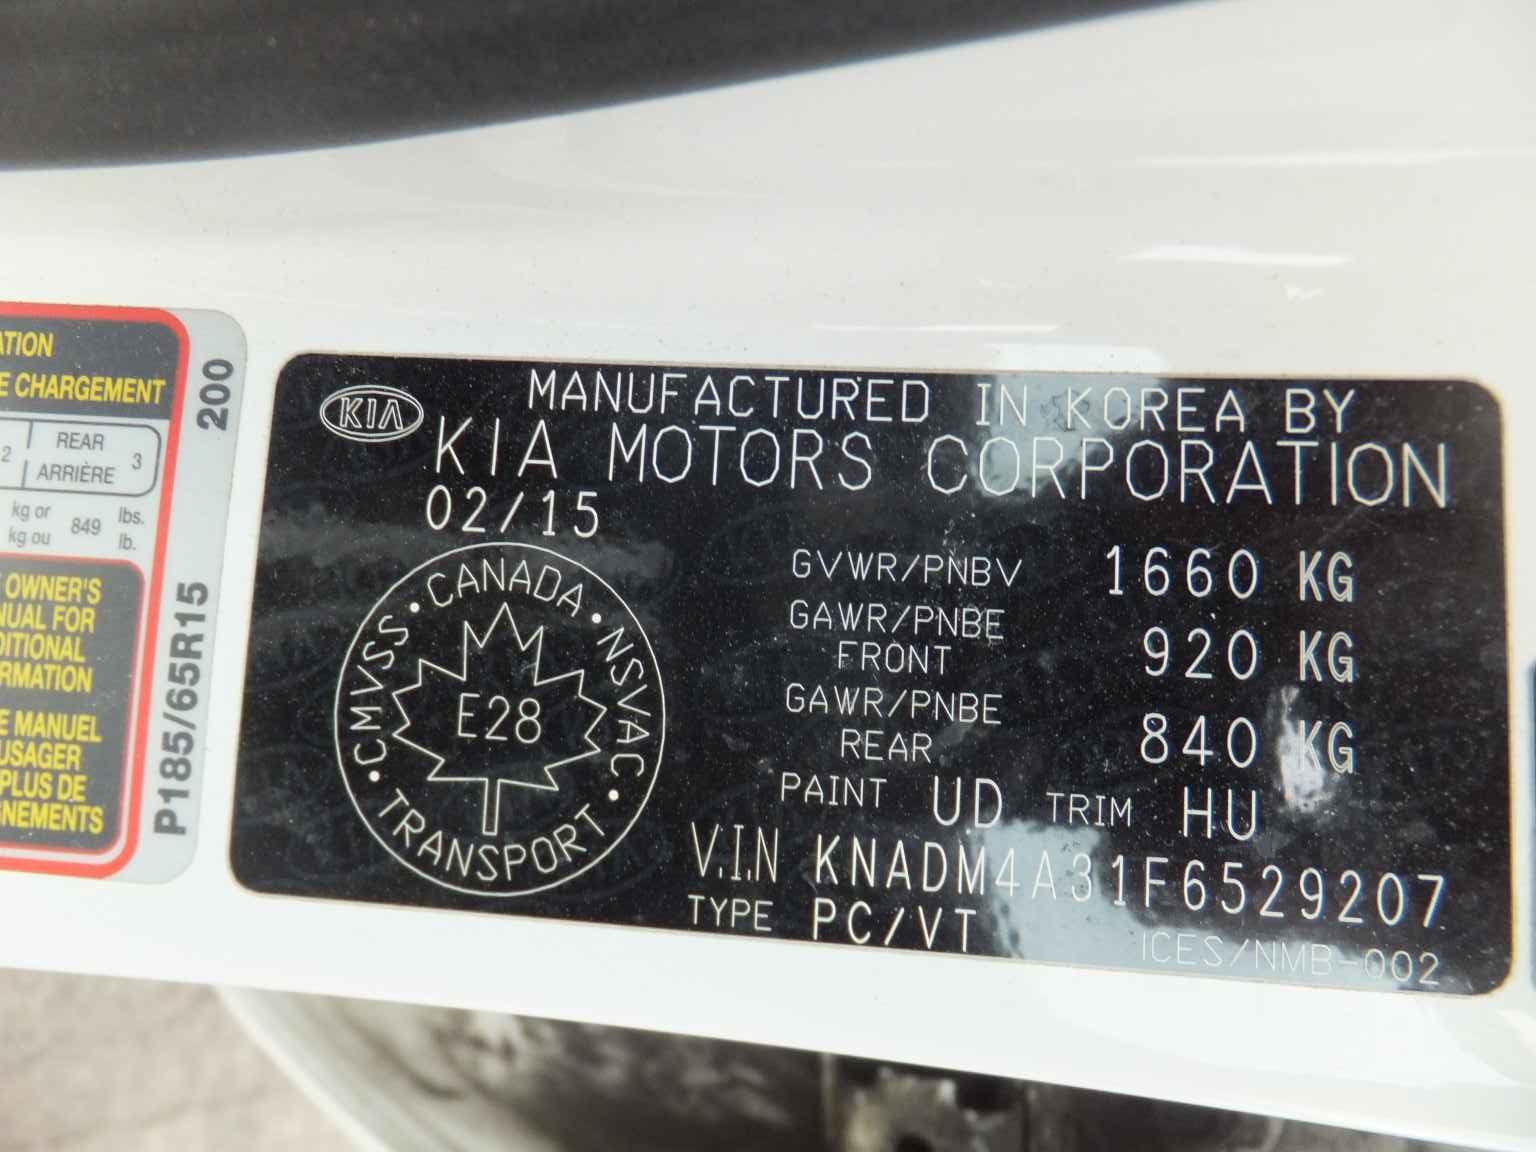 ATION
E CHARGEMENT
2 REAR ARRIÈRE 3
kg or 849 lbs.
kg ou lb.
OWNER'S
NUAL FOR
DITIONAL
RMATION
E MANUEL
USAGER
PLUS DE
GNEMENTS
P185/65R15 200
KIA
MANUFACTURED IN KOREA BY
KIA MOTORS CORPORATION
02/15
CMVSS • CANADA • NSVAC • TRANSPORT •
E28
GVWR/PNBV 1660 KG
GAWR/PNBE FRONT 920 KG
GAWR/PNBE REAR 840 KG
PAINT UD TRIM HU
V.I.N KNADM4A31F6529207
TYPE PC/VT
ICES/NMB-002